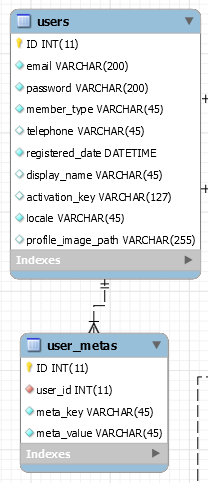 users
ID INT(11)
email VARCHAR(200)
password VARCHAR(200)
member_type VARCHAR(45)
telephone VARCHAR(45)
registered_date DATETIME
display_name VARCHAR(45)
activation_key VARCHAR(127)
locale VARCHAR(45)
profile_image_path VARCHAR(255)
Indexes
user_metas
ID INT(11)
user_id INT(11)
meta_key VARCHAR(45)
meta_value VARCHAR(45)
Indexes